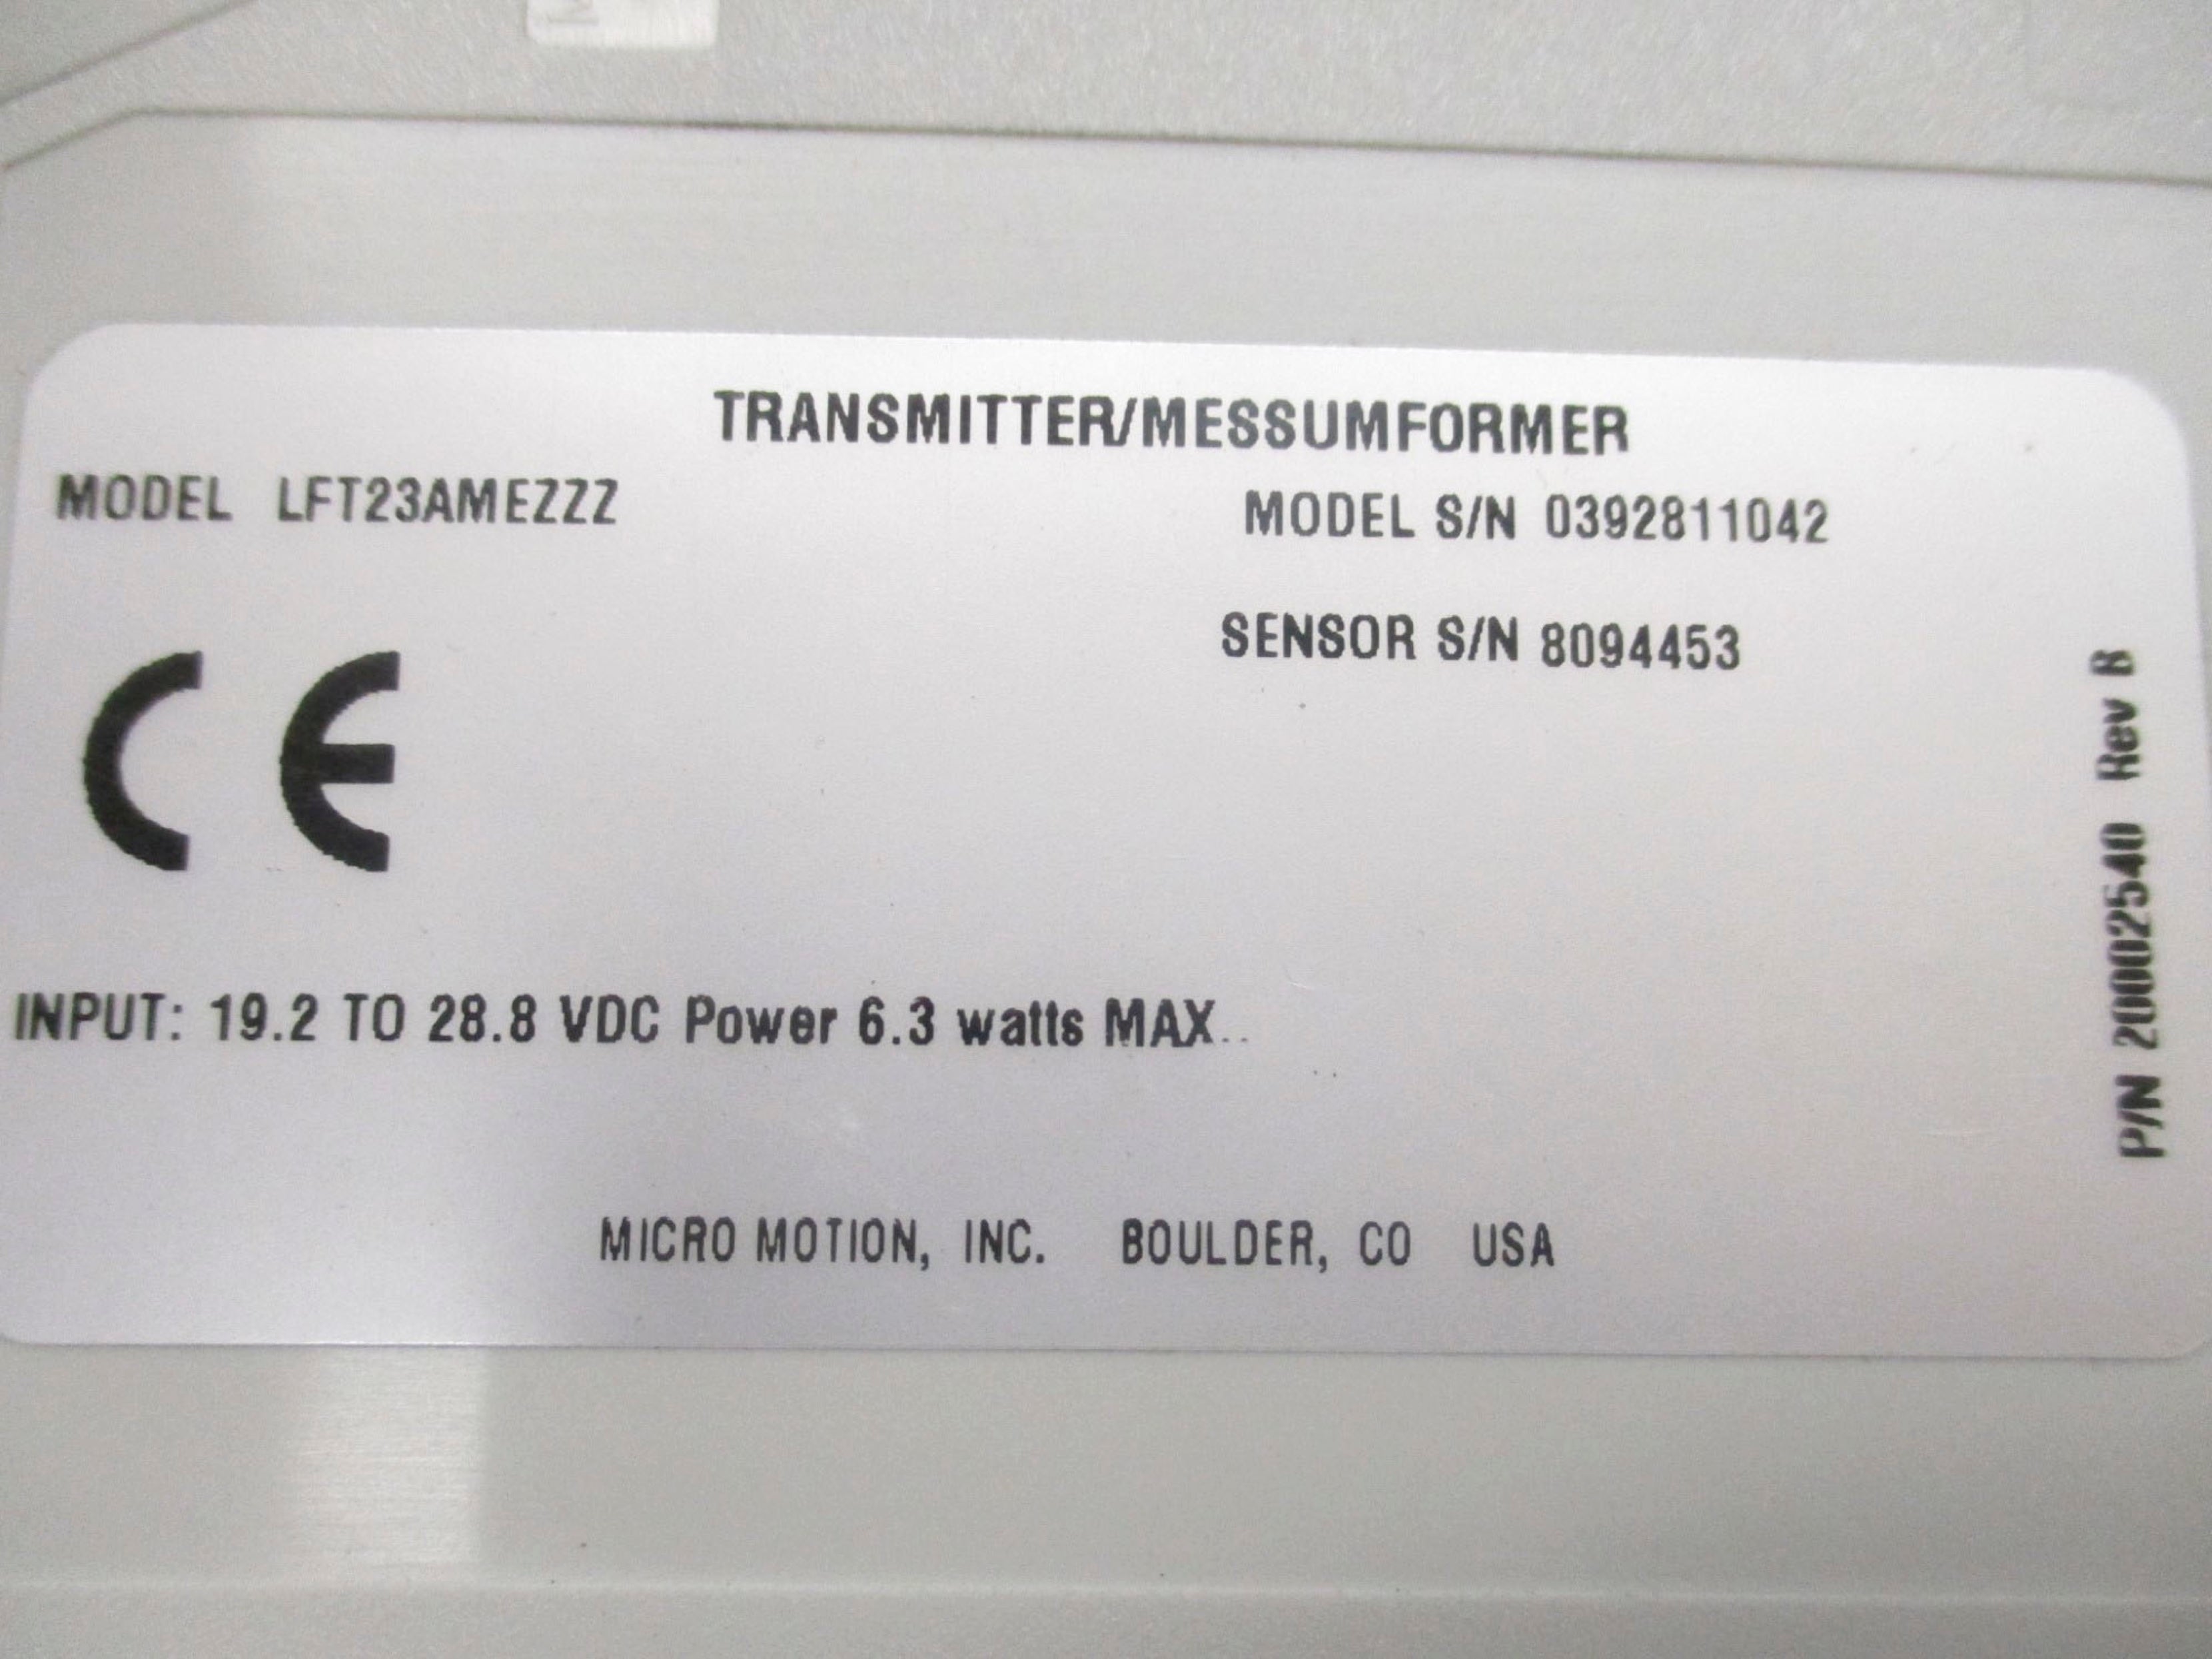 TRANSMITTER/MESSUMFORMER
MODEL LFT23AMEZZZ
MODEL S/N 0392811042
SENSOR S/N 8094453
CE
INPUT: 19.2 TO 28.8 VDC Power 6.3 watts MAX..
MICRO MOTION, INC. BOULDER, CO USA
P/N 20002540 Rev B